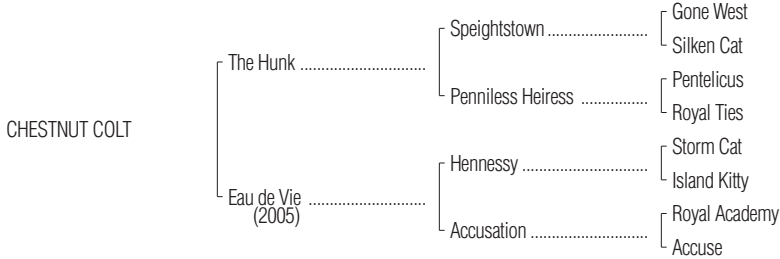 Gone West
Speightstown
Silken Cat
The Hunk
Pentelicus
Penniless Heiress
Royal Ties
CHESTNUT COLT
Storm Cat
Hennessy
Island Kitty
Eau de Vie
(2005)
Royal Academy
Accusation
Accuse